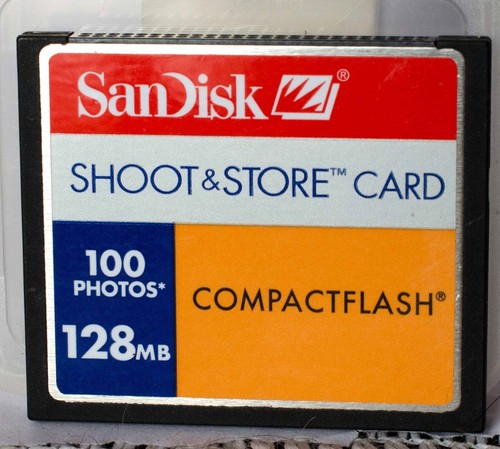 SanDisk®
SHOOT&STORE™ CARD
100
PHOTOS*
128MB
COMPACTFLASH®